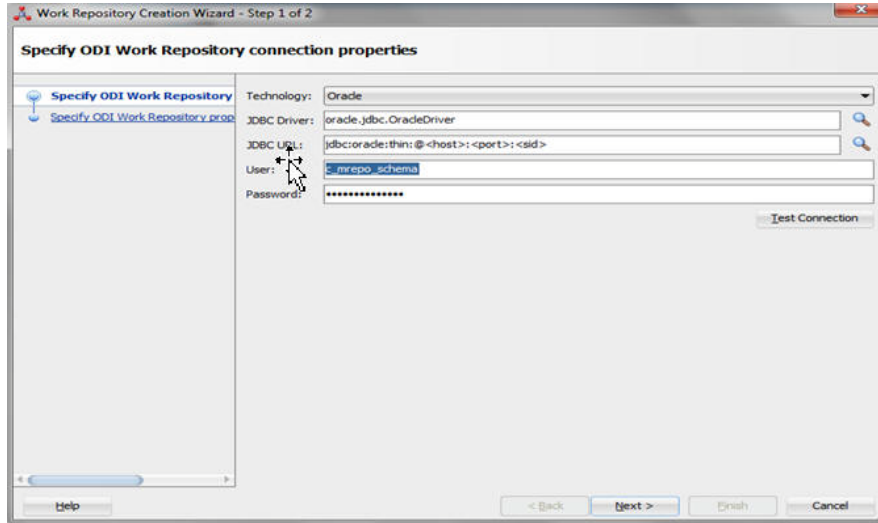 Work Repository Creation Wizard - Step 1 of 2
Specify ODI Work Repository connection properties
Specify ODI Work Repository
Specify ODI Work Repository prop
Technology: Oracle
JDBC Driver: oracle.jdbc.OracleDriver
JDBC URL: jdbc:oracle:thin:@<host>:<port>:<sid>
User: c_mrepo_schema
Password: ••••••••••••••
Test Connection
Help
< Back
Next >
Finish
Cancel